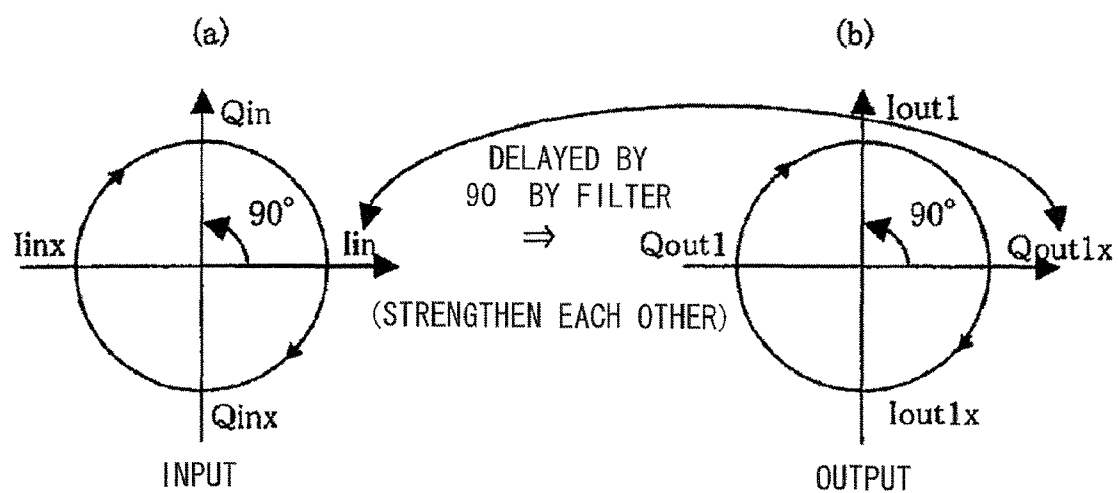 (a)
(b)
Qin
Iout1
DELAYED BY
90 BY FILTER
⇒
90°
90°
Iinx
Iin
Qout1
Qout1x
(STRENGTHEN EACH OTHER)
Qinx
Iout1x
INPUT
OUTPUT